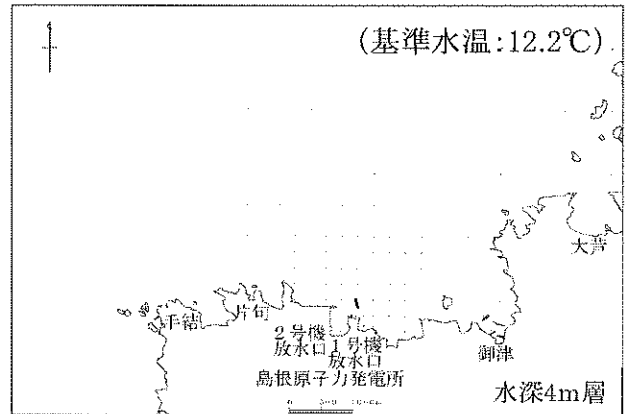 (基準水温:12.2℃)
大芦
手結
片句
2号機
放水口
1号機
放水口
御津
島根原子力発電所
水深4m層